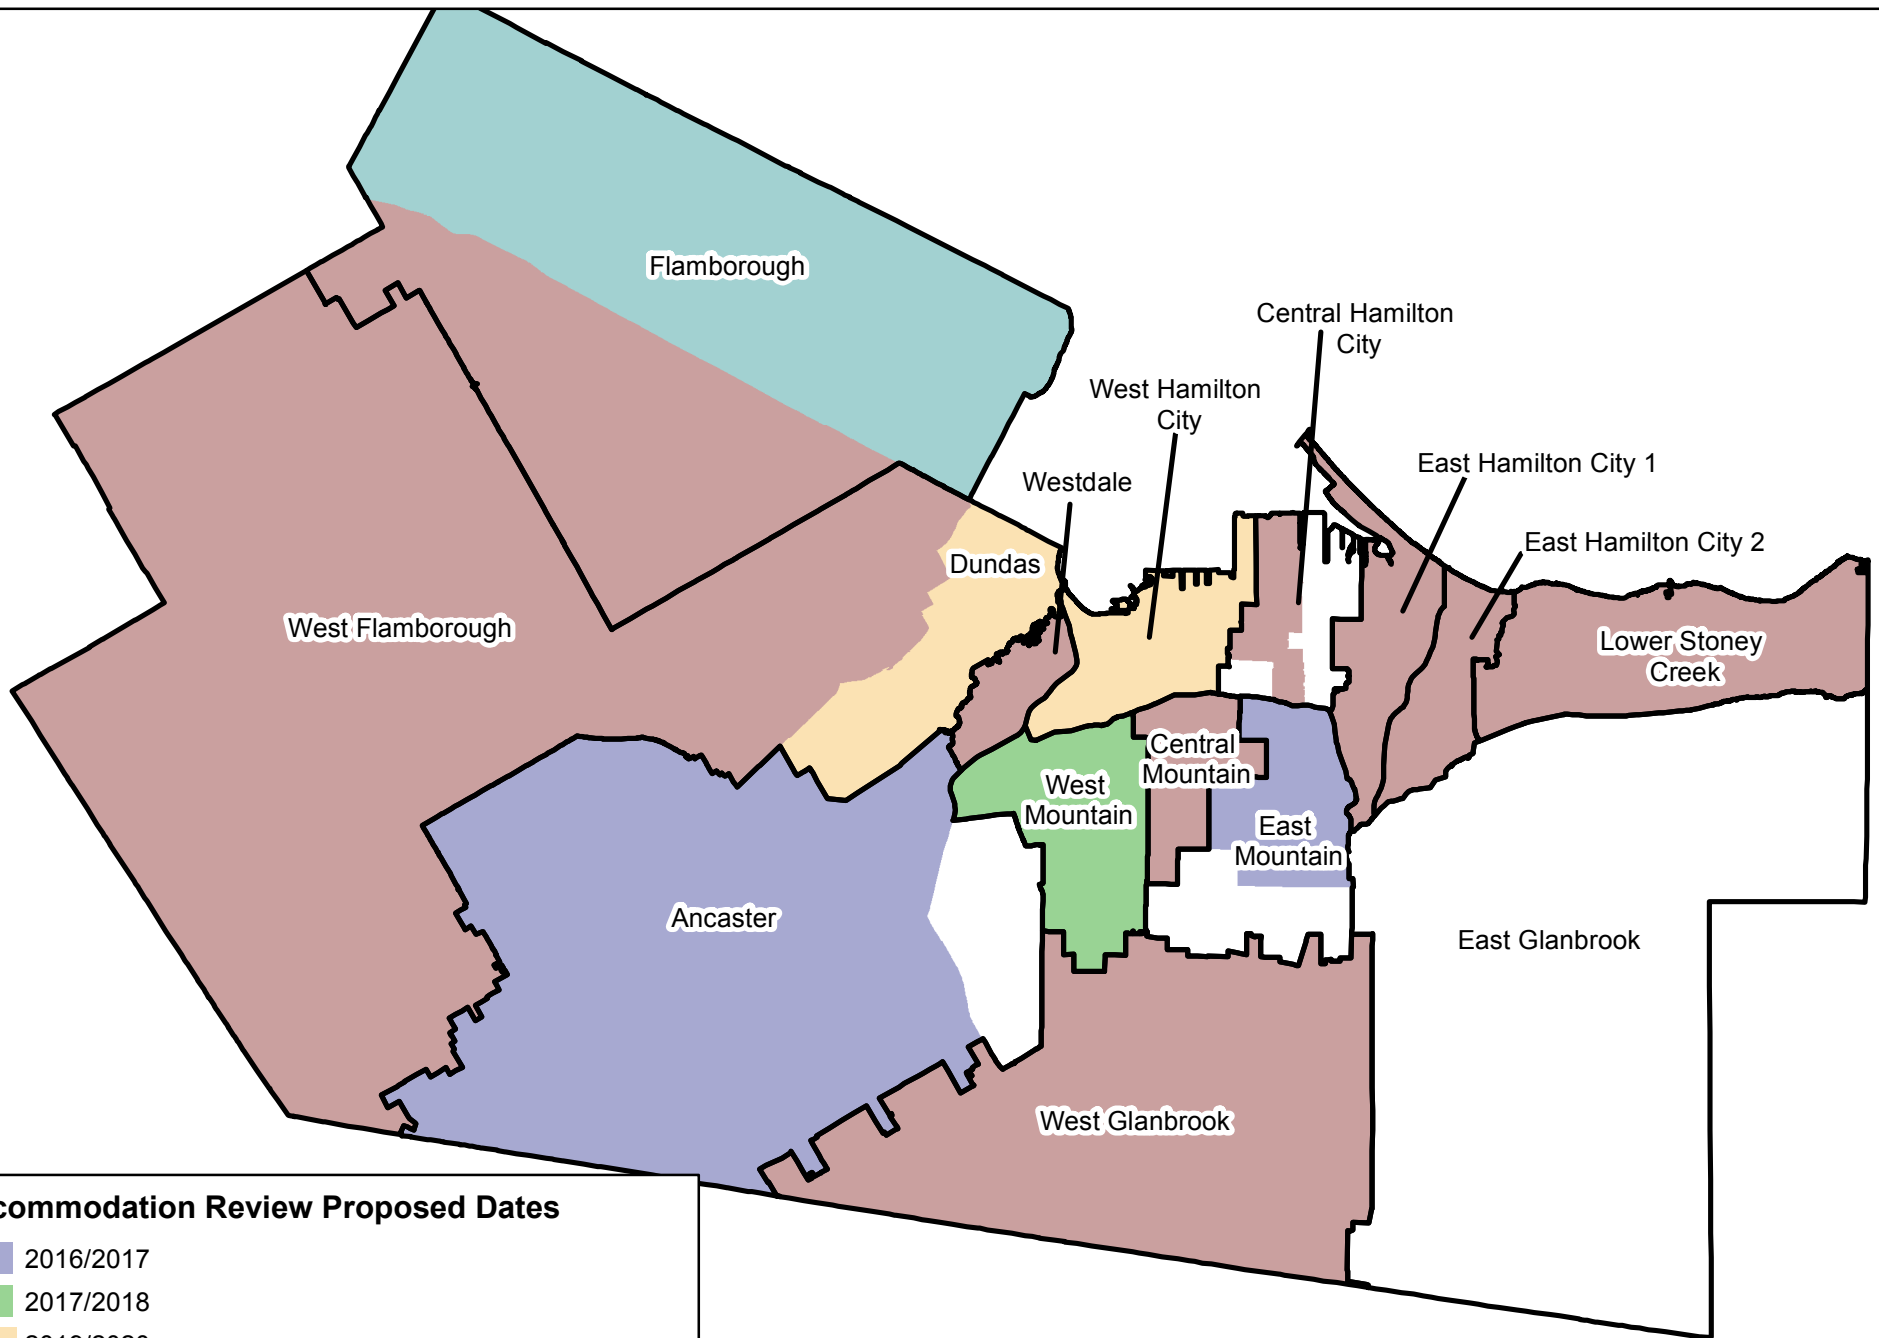 Flamborough
Central Hamilton
City
West Hamilton
City
East Hamilton City 1
Westdale
East Hamilton City 2
Dundas
West Flamborough
Lower Stoney
Creek
Central
Mountain
West
Mountain
East
Mountain
Ancaster
East Glanbrook
West Glanbrook
commodation Review Proposed Dates
2016/2017
2017/2018